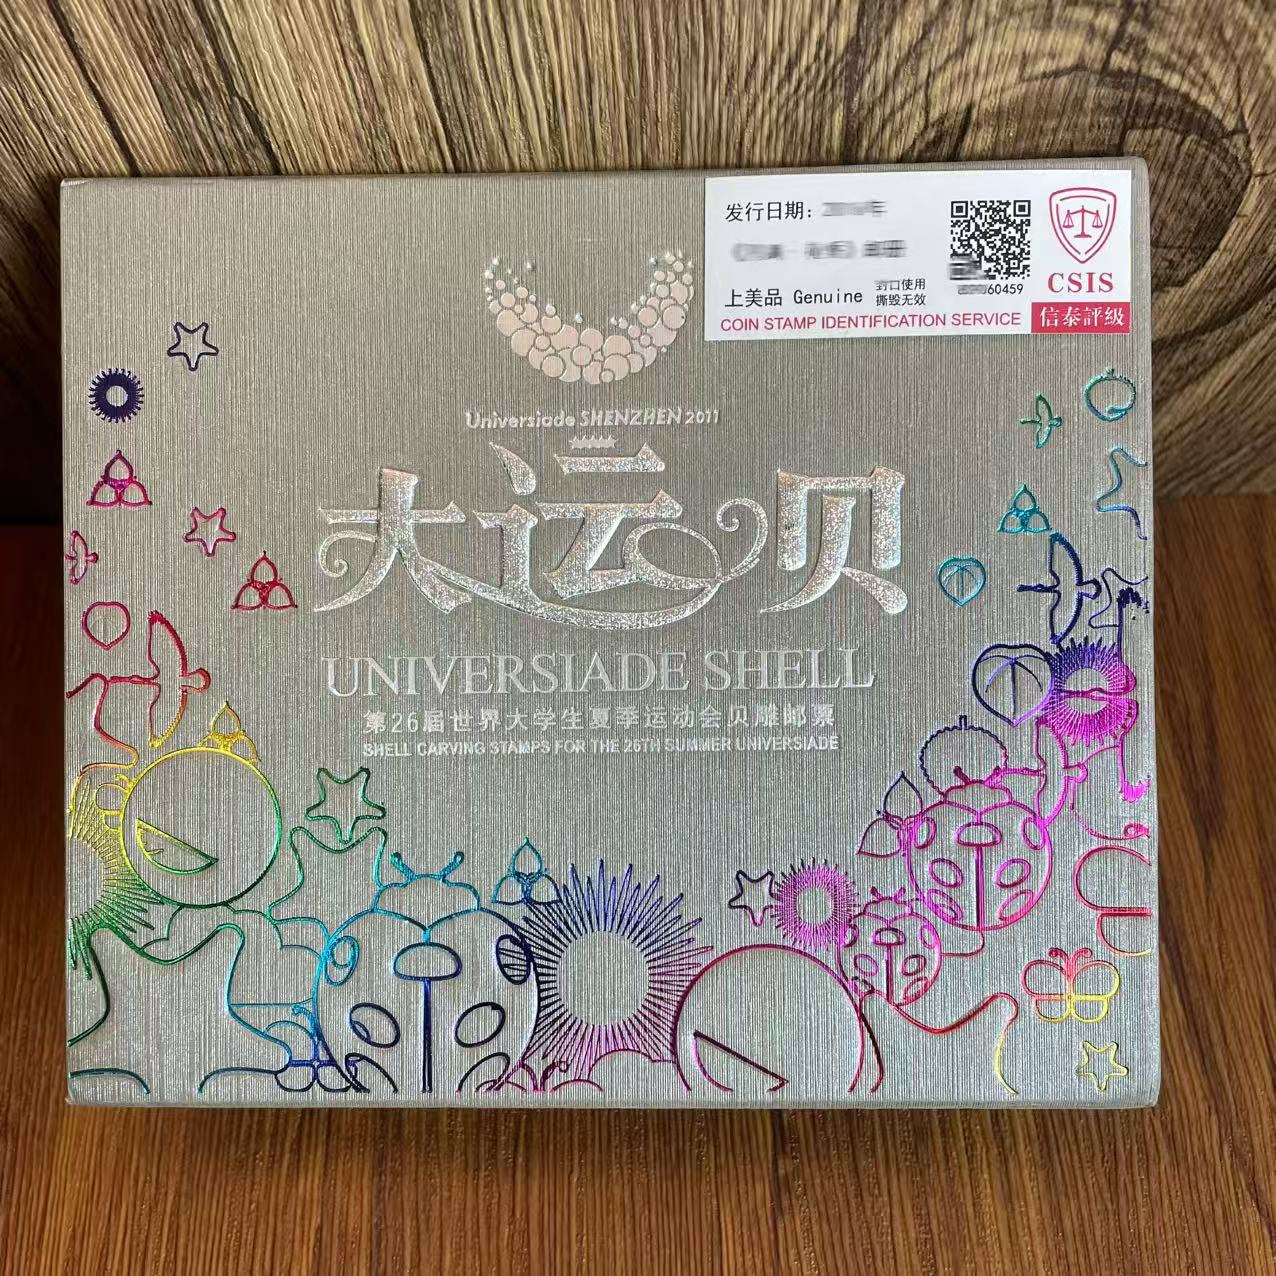 发行日期：
上美品 Genuine
封口使用
撕毁无效
60459
COIN STAMP IDENTIFICATION SERVICE
CSIS
信泰評級
Universiade SHENZHEN 2011
大运贝
UNIVERSIADE SHELL
第26届世界大学生夏季运动会贝雕邮票
SHELL CARVING STAMPS FOR THE 26TH SUMMER UNIVERSIADE